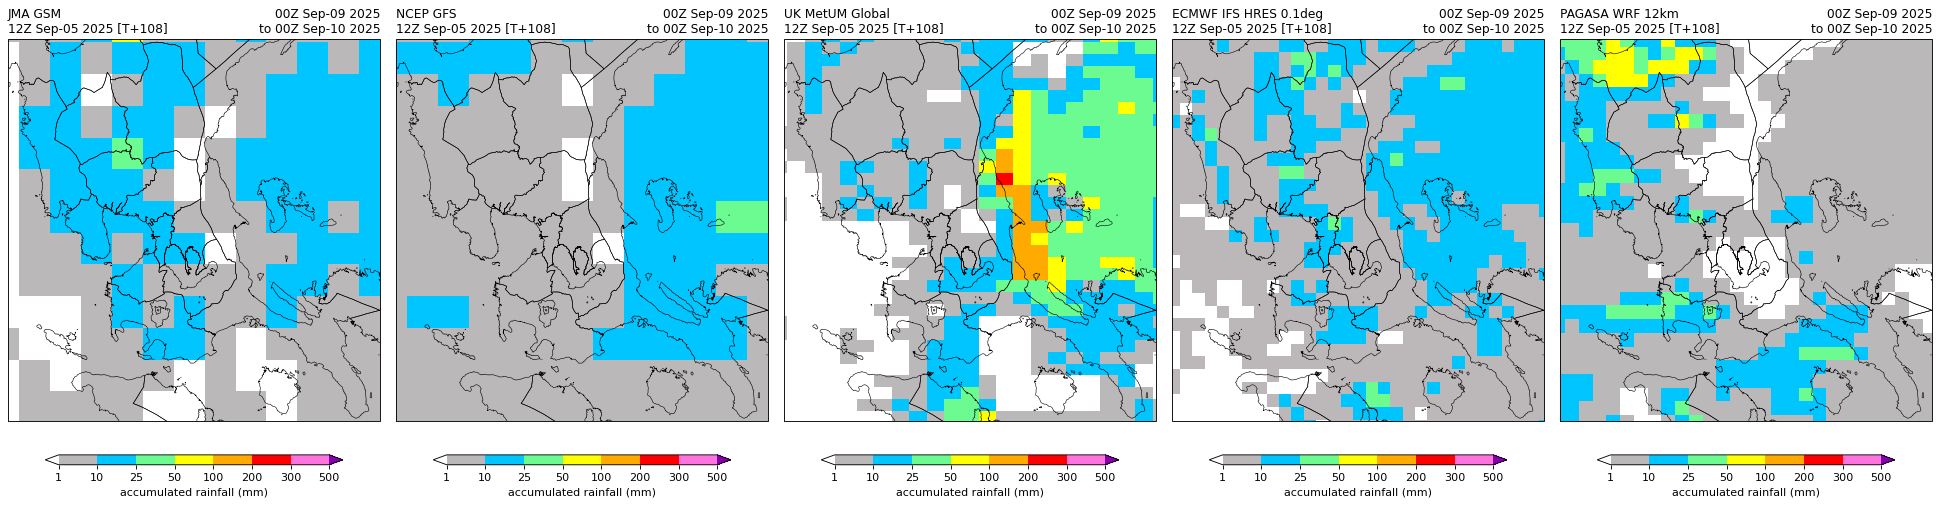 JMA GSM 00Z Sep-09 2025
12Z Sep-05 2025 [T+108] to 00Z Sep-10 2025
NCEP GFS 00Z Sep-09 2025
12Z Sep-05 2025 [T+108] to 00Z Sep-10 2025
UK MetUM Global 00Z Sep-09 2025
12Z Sep-05 2025 [T+108] to 00Z Sep-10 2025
ECMWF IFS HRES 0.1deg 00Z Sep-09 2025
12Z Sep-05 2025 [T+108] to 00Z Sep-10 2025
PAGASA WRF 12km 00Z Sep-09 2025
12Z Sep-05 2025 [T+108] to 00Z Sep-10 2025
1 10 25 50 100 200 300 500
accumulated rainfall (mm)
1 10 25 50 100 200 300 500
accumulated rainfall (mm)
1 10 25 50 100 200 300 500
accumulated rainfall (mm)
1 10 25 50 100 200 300 500
accumulated rainfall (mm)
1 10 25 50 100 200 300 500
accumulated rainfall (mm)